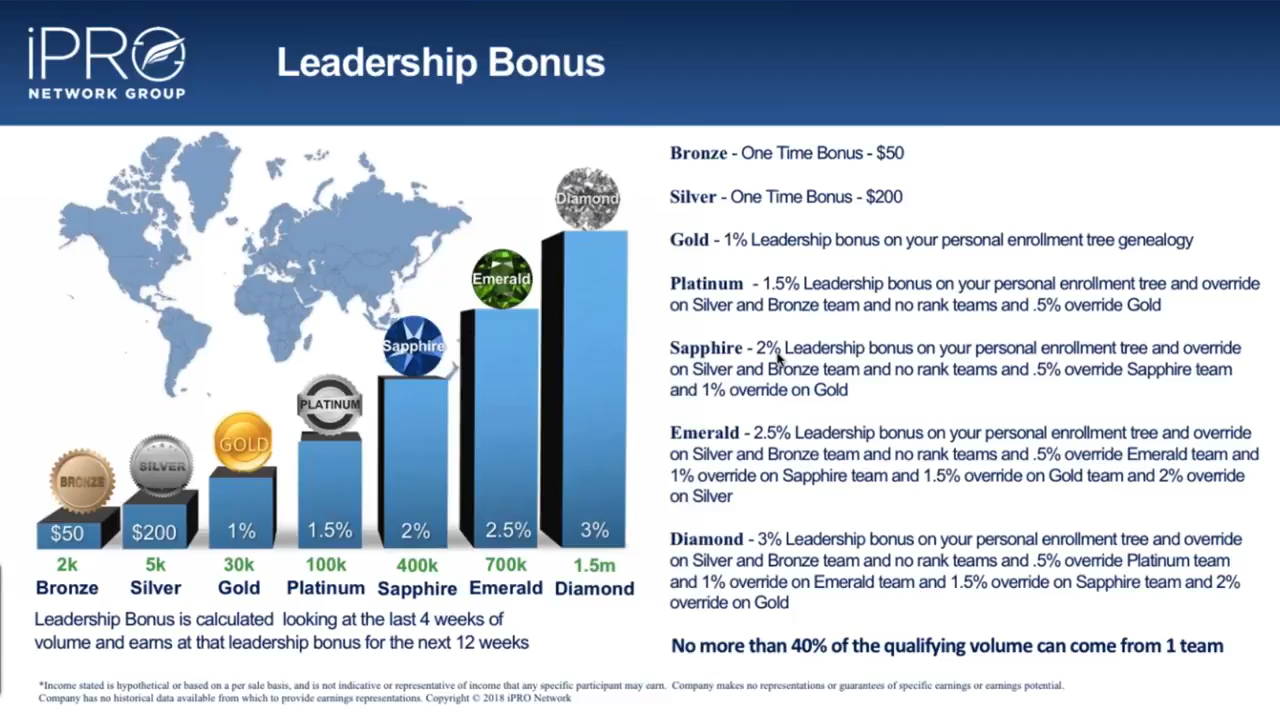 iPRO
NETWORK GROUP
Leadership Bonus
Diamond
Emerald
Sapphire
PLATINUM
GOLD
SILVER
BRONZE
$50
$200
1%
1.5%
2%
2.5%
3%
2k
5k
30k
100k
400k
700k
1.5m
Bronze
Silver
Gold
Platinum
Sapphire
Emerald
Diamond
Leadership Bonus is calculated looking at the last 4 weeks of
volume and earns at that leadership bonus for the next 12 weeks
Bronze - One Time Bonus - $50
Silver - One Time Bonus - $200
Gold - 1% Leadership bonus on your personal enrollment tree genealogy
Platinum - 1.5% Leadership bonus on your personal enrollment tree and override
on Silver and Bronze team and no rank teams and .5% override Gold
Sapphire - 2% Leadership bonus on your personal enrollment tree and override
on Silver and Bronze team and no rank teams and .5% override Sapphire team
and 1% override on Gold
Emerald - 2.5% Leadership bonus on your personal enrollment tree and override
on Silver and Bronze team and no rank teams and .5% override Emerald team and
1% override on Sapphire team and 1.5% override on Gold team and 2% override
on Silver
Diamond - 3% Leadership bonus on your personal enrollment tree and override
on Silver and Bronze team and no rank teams and .5% override Platinum team
and 1% override on Emerald team and 1.5% override on Sapphire team and 2%
override on Gold
No more than 40% of the qualifying volume can come from 1 team
*Income stated is hypothetical or based on a per sale basis, and is not indicative or representative of income that any specific participant may earn. Company makes no representations or guarantees of specific earnings or earnings potential.
Company has no historical data available from which to provide earnings representations. Copyright © 2018 iPRO Network